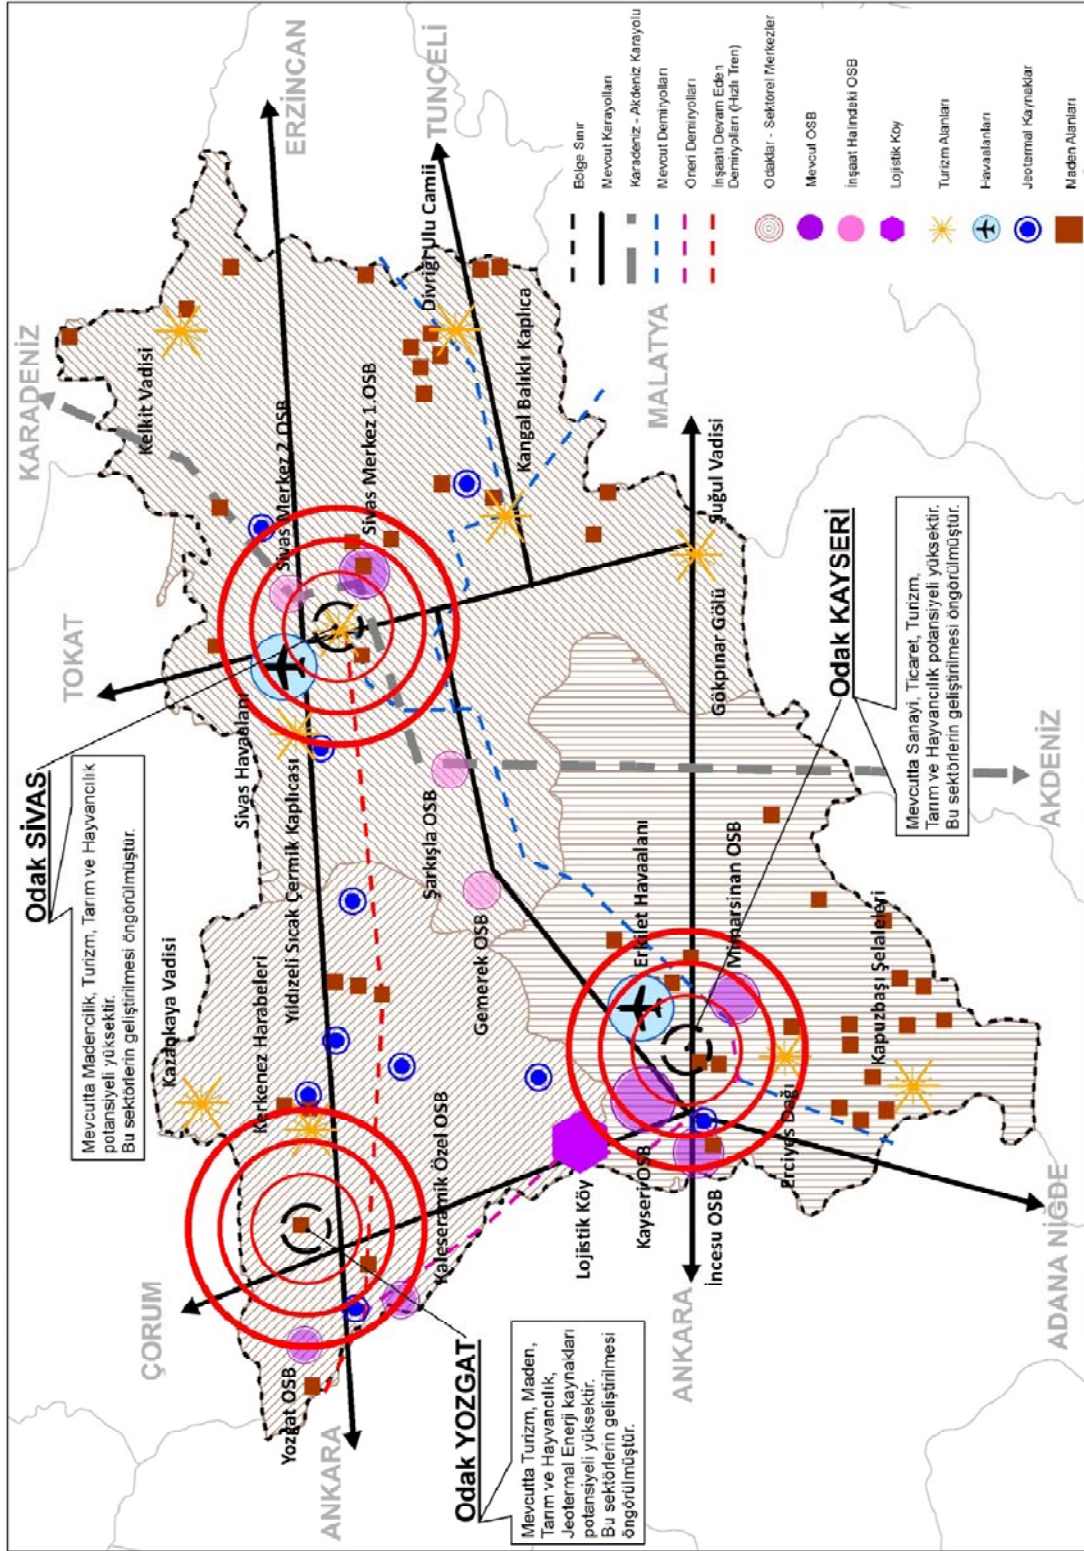 KARADENİZ
ERZİNCAN
TUNCELİ
TOKAT
ÇORUM
ANKARA
MALATYA
ANKARA
AKDENİZ
ADANA NİĞDE
Odak SİVAS
Mevcutta Madencilik, Turizm, Tarım ve Hayvancılık
potansiyeli yüksektir.
Bu sektörlerin geliştirilmesi öngörülmüştür.
Kelkit Vadisi
Sivas Merkez 2.OSB
Sivas Merkez 1.OSB
Divriği Ulu Camii
Kangal Balıklı Kaplıca
Sivas Havaalanı
Yıldızeli Sıcak Çermik Kaplıcası
Kazankaya Vadisi
Kerkenez Harabeleri
Şarkışla OSB
Gemerek OSB
Kaleseramik Özel OSB
Yozgat OSB
Gökpınar Gölü
Şuğul Vadisi
Erkilet Havaalanı
Mimarsinan OSB
Kapuzbaşı Şelaleleri
Erciyes Dağı
Lojistik Köy
Kayseri OSB
İncesu OSB
Odak YOZGAT
Mevcutta Turizm, Maden,
Tarım ve Hayvancılık,
Jeotermal Enerji kaynakları
potansiyeli yüksektir.
Bu sektörlerin geliştirilmesi
öngörülmüştür.
Odak KAYSERİ
Mevcutta Sanayi, Ticaret, Turizm,
Tarım ve Hayvancılık potansiyeli yüksektir.
Bu sektörlerin geliştirilmesi öngörülmüştür.
Bölge Sınır
Mevcut Karayolları
Karadeniz - Akdeniz Karayolu
Mevcut Demiryolları
Öneri Demiryolları
İnşaatı Devam Eden
Demiryolları (Hızlı Tren)
Odaklar - Sektörel Merkezler
Mevcut OSB
İnşaat Halindeki OSB
Lojistik Köy
Turizm Alanları
Havaalanları
Jeotermal Kaynaklar
Maden Alanları